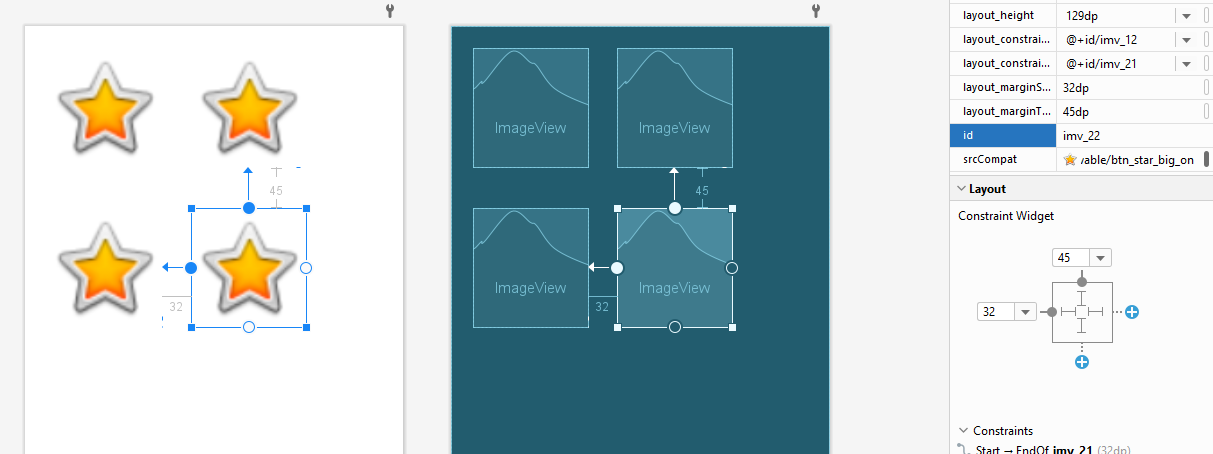 layout_height 129dp
layout_constrai... @+id/imv_12
layout_constrai... @+id/imv_21
layout_marginS... 32dp
layout_marginT... 45dp
id imv_22
srcCompat vable/btn_star_big_on
Layout
Constraint Widget
45
32
Constraints
Start → EndOf imv_21 (32dp)
45
32
ImageView
ImageView
45
ImageView
32
ImageView